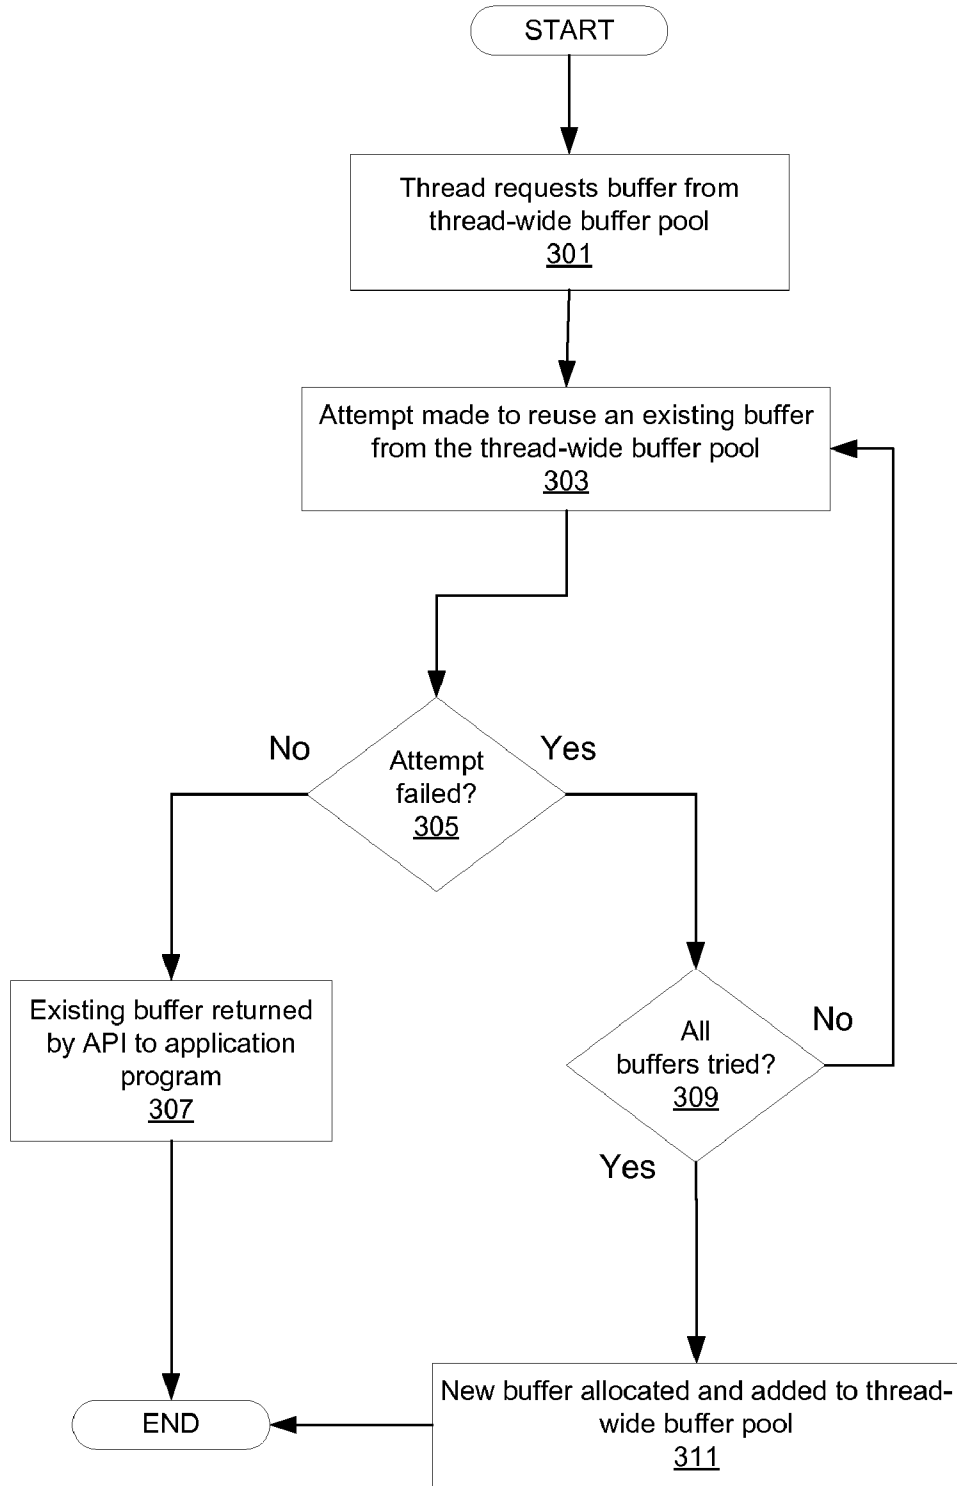 START
Thread requests buffer from
thread-wide buffer pool
301
Attempt made to reuse an existing buffer
from the thread-wide buffer pool
303
No
Yes
Attempt
failed?
305
Existing buffer returned
by API to application
program
307
All
buffers tried?
309
No
Yes
New buffer allocated and added to thread-
wide buffer pool
311
END